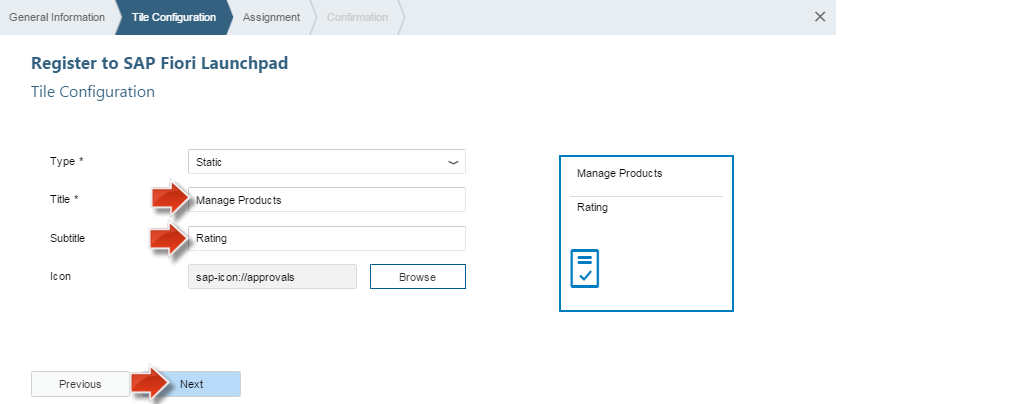 General Information Tile Configuration Assignment Confirmation
Register to SAP Fiori Launchpad
Tile Configuration
Type * Static
Title * Manage Products
Subtitle Rating
Icon sap-icon://approvals Browse
Manage Products
Rating
Previous Next